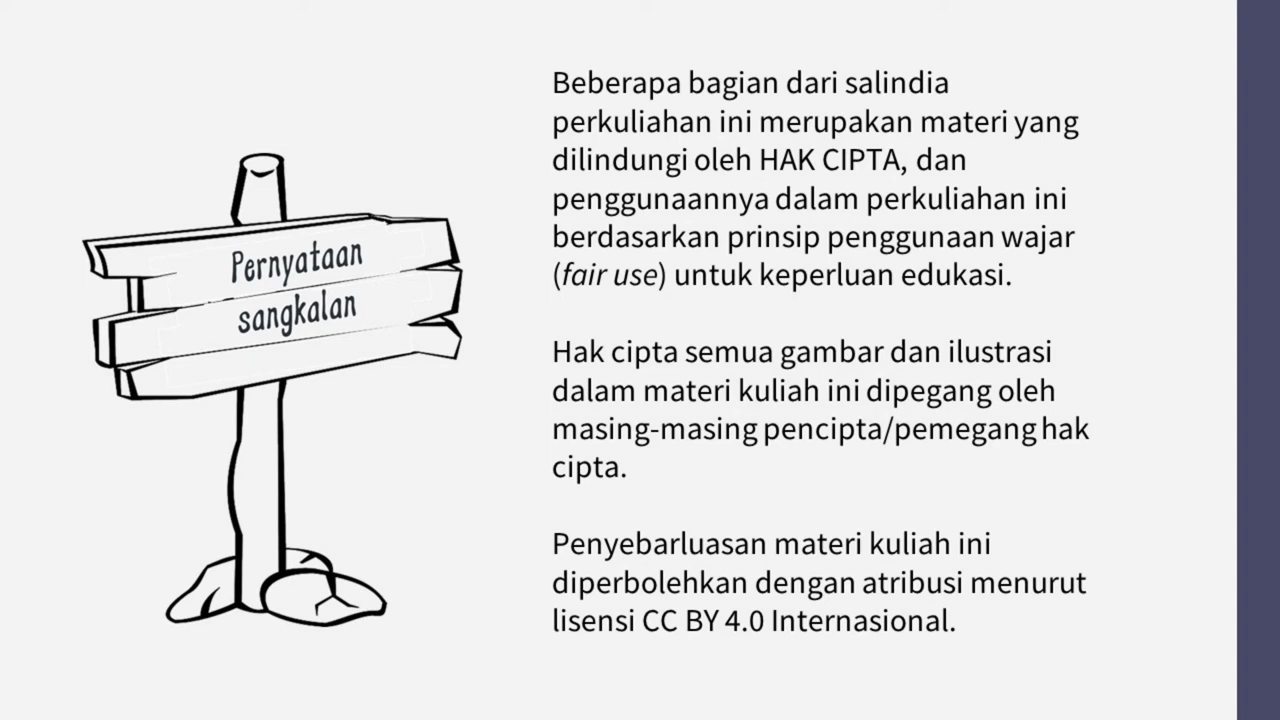 Pernyataan
sangkalan
Beberapa bagian dari salindia
perkuliahan ini merupakan materi yang
dilindungi oleh HAK CIPTA, dan
penggunaannya dalam perkuliahan ini
berdasarkan prinsip penggunaan wajar
(fair use) untuk keperluan edukasi.
Hak cipta semua gambar dan ilustrasi
dalam materi kuliah ini dipegang oleh
masing-masing pencipta/pemegang hak
cipta.
Penyebarluasan materi kuliah ini
diperbolehkan dengan atribusi menurut
lisensi CC BY 4.0 Internasional.